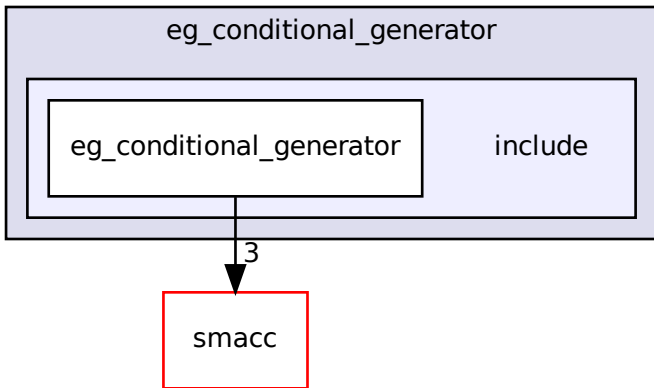 eg_conditional_generator
eg_conditional_generator include
3
smacc